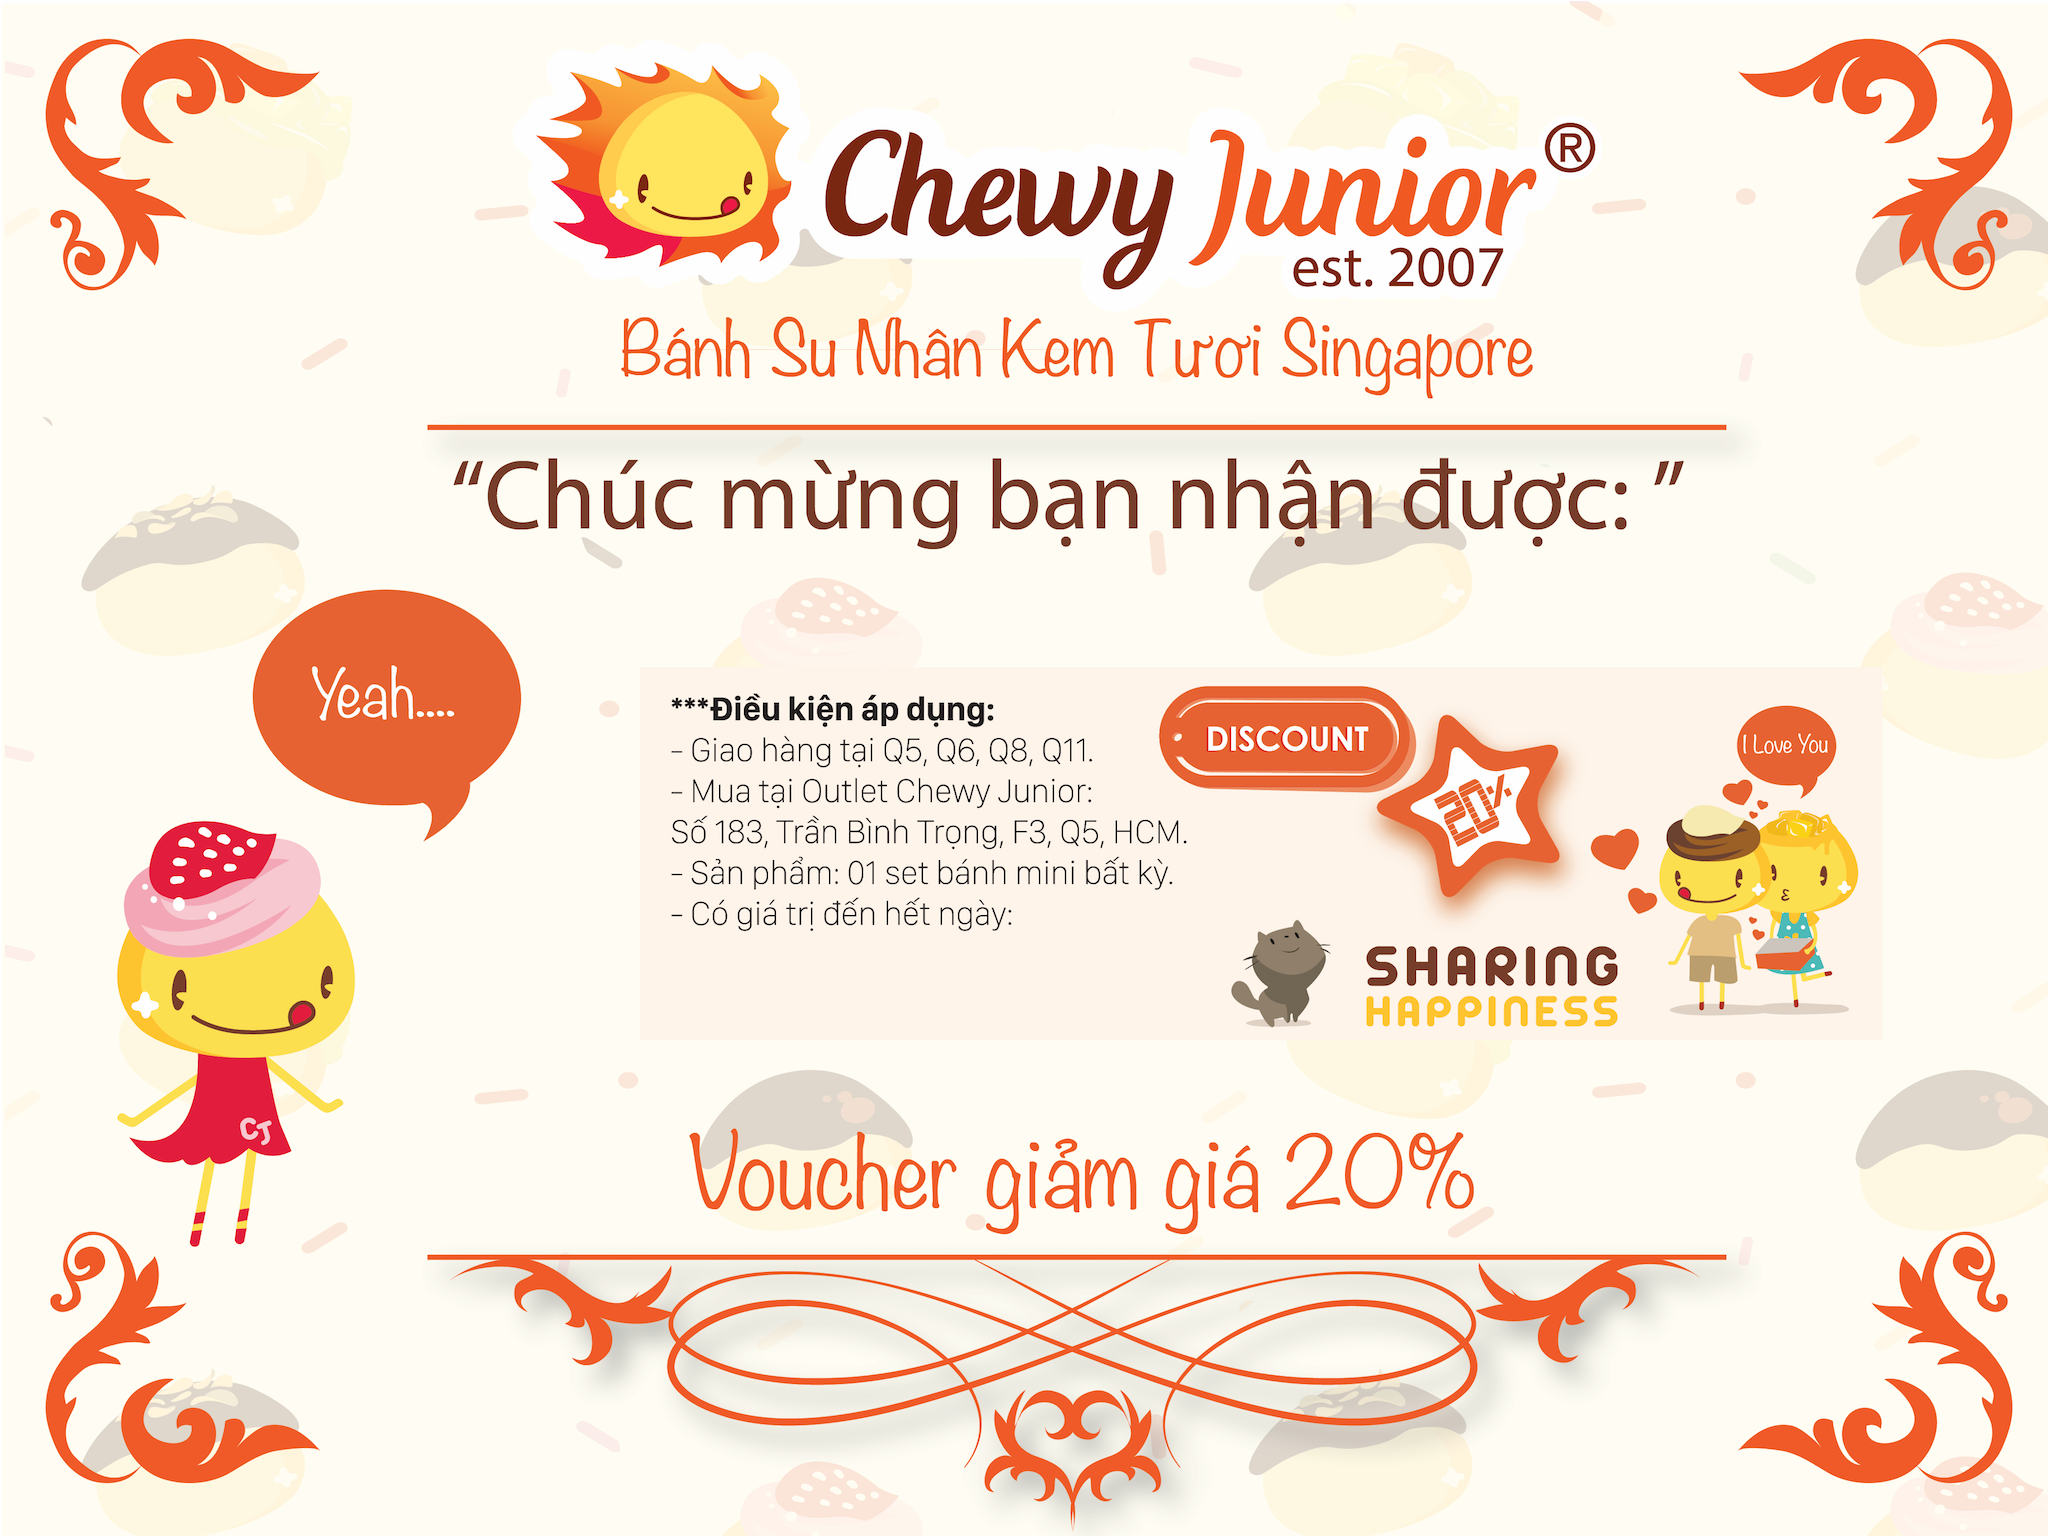 Chewy Junior®
est. 2007
Bánh Su Nhân Kem Tươi Singapore
“Chúc mừng bạn nhận được: ”
Yeah....
***Điều kiện áp dụng:
- Giao hàng tại Q5, Q6, Q8, Q11.
- Mua tại Outlet Chewy Junior:
Số 183, Trần Bình Trọng, F3, Q5, HCM.
- Sản phẩm: 01 set bánh mini bất kỳ.
- Có giá trị đến hết ngày:
DISCOUNT
20%
I Love You
SHARING
HAPPINESS
CJ
Voucher giảm giá 20%